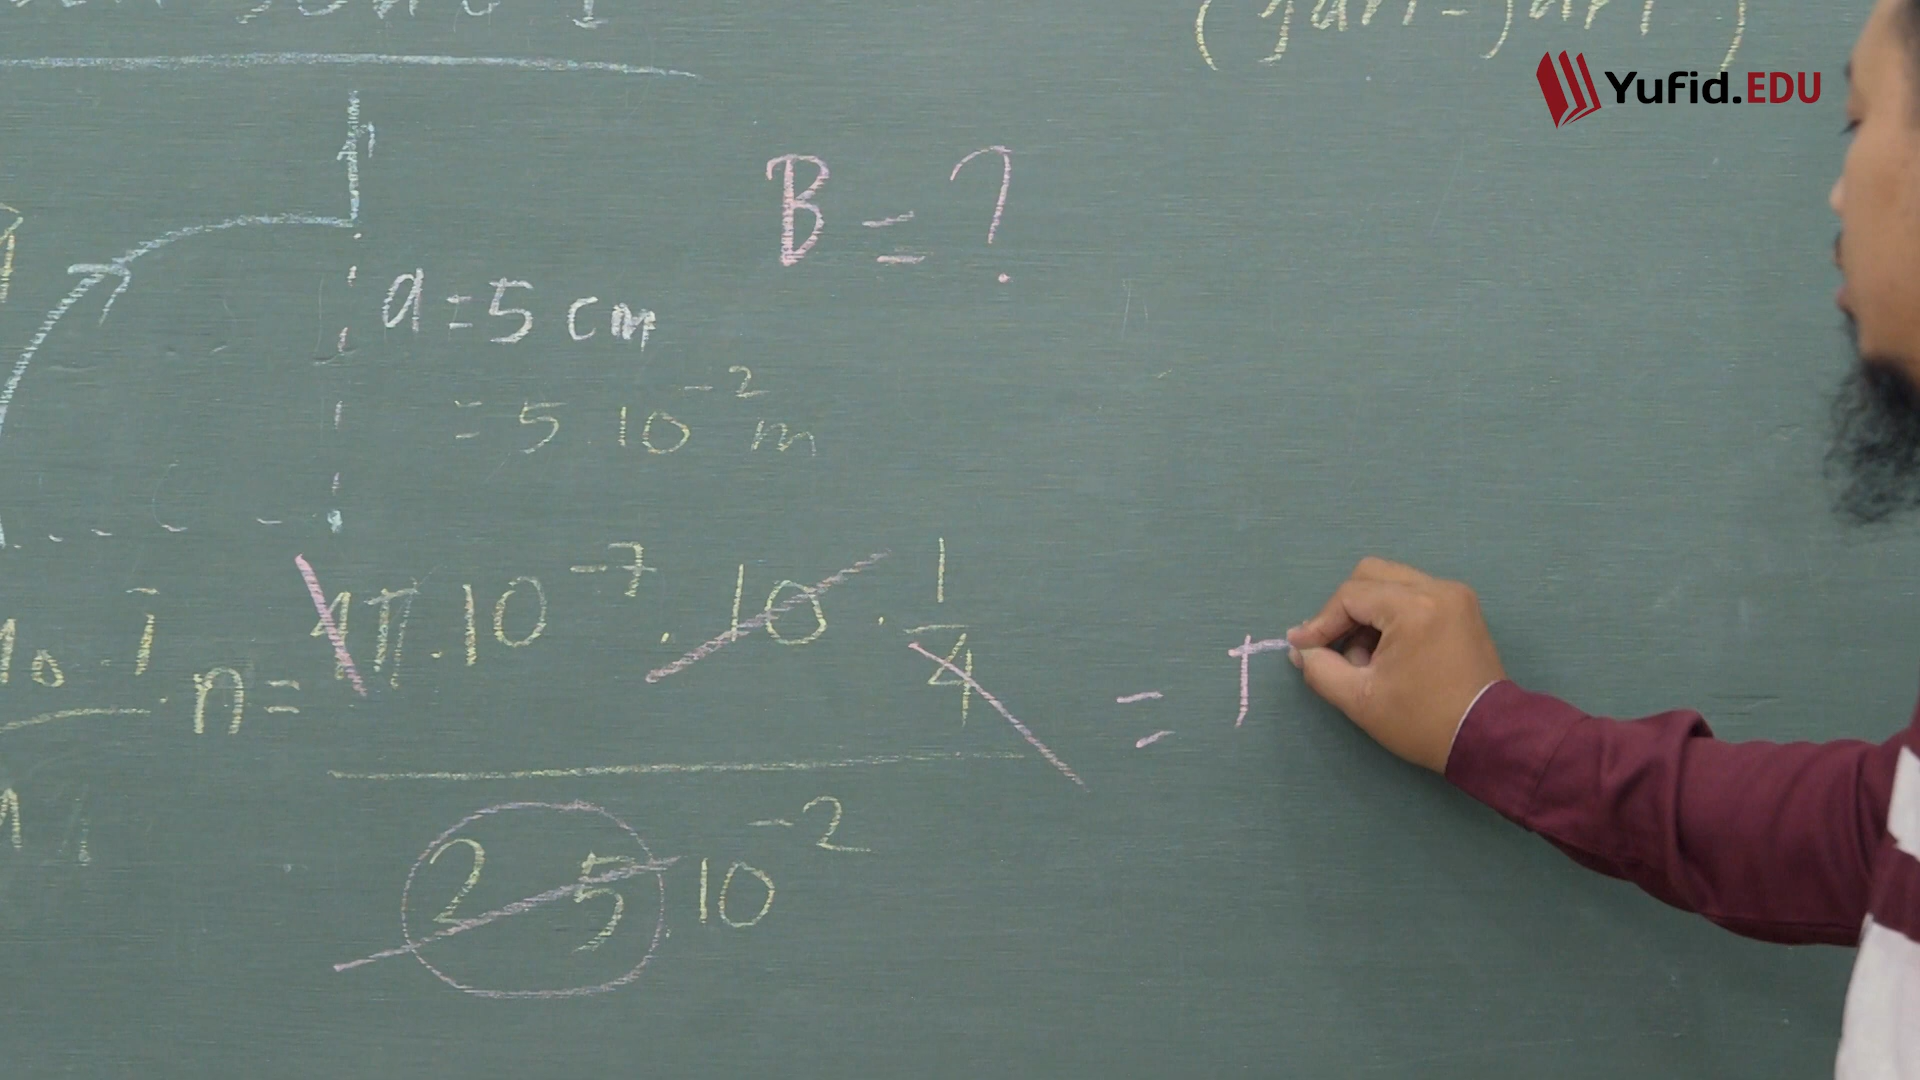 (jari-jari)
Yufid.EDU
B = ?
a = 5 cm
= 5 10⁻² m
μ₀ . I . n = 4π . 10⁻⁷ . 10 . 1/4 = π
2 5 10⁻²